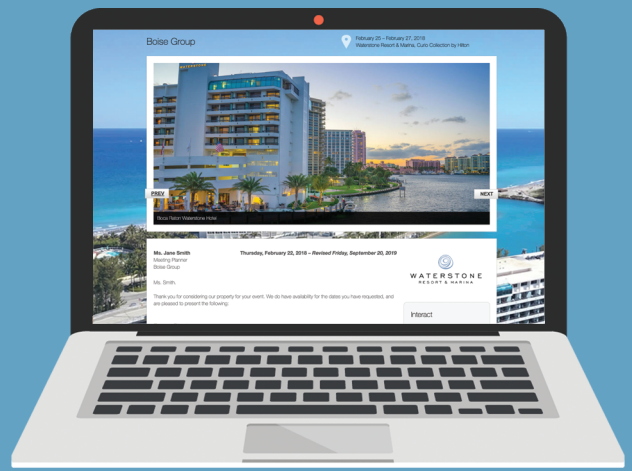 Boise Group
February 25 – February 27, 2018
Waterstone Resort & Marina, Curio Collection by Hilton
WATERSTONE
PREV
NEXT
Boca Raton Waterstone Hotel
Ms. Jane Smith
Thursday, February 22, 2018 – Revised Friday, September 20, 2019
Meeting Planner
Boise Group
Ms. Smith,
Thank you for considering our property for your event. We do have availability for the dates you have requested, and
are pleased to present the following:
WATERSTONE
RESORT & MARINA
Interact